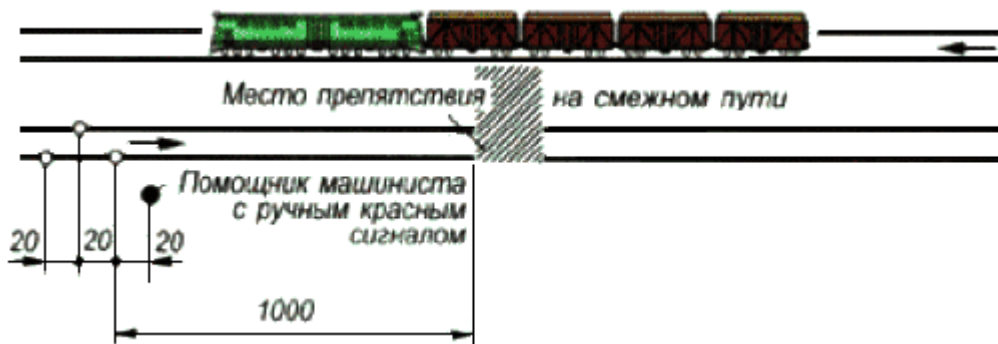 Место препятствия на смежном пути
Помощник машиниста
с ручным красным
сигналом
20 20 20
1000